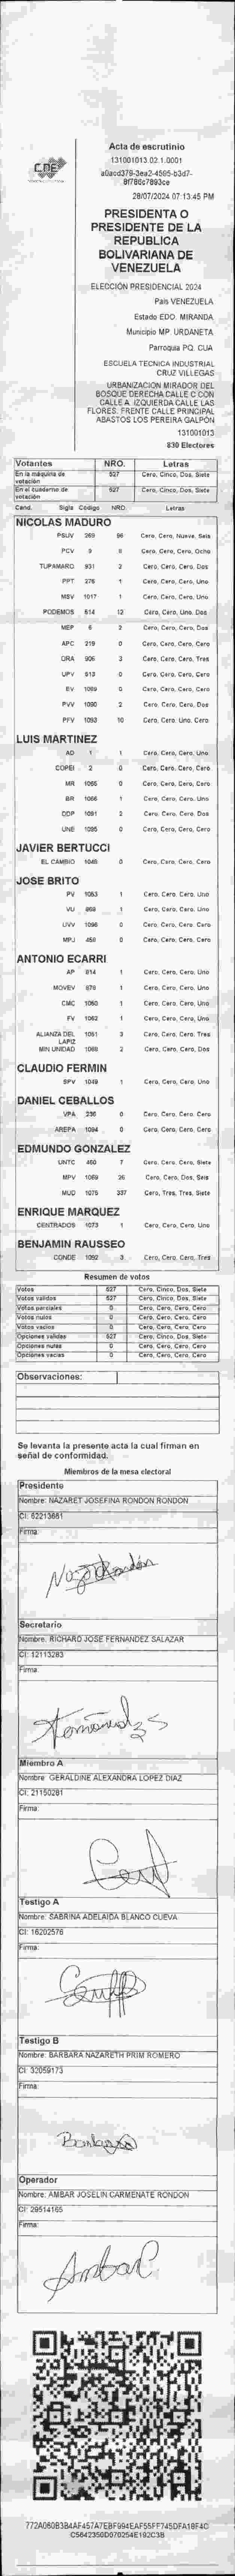 CNE
Acta de escrutinio
131001013.02.1.0001
28/07/2024 07:13:45 PM
PRESIDENTA O
PRESIDENTE DE LA
REPUBLICA
BOLIVARIANA DE
VENEZUELA
ELECCIÓN PRESIDENCIAL 2024
País VENEZUELA
Estado EDO. MIRANDA
Municipio MP. URDANETA
Parroquia PQ. CUA
ESCUELA TECNICA INDUSTRIAL
CRUZ VILLEGAS
URBANIZACIÓN MIRADOR DEL
BOSQUE DERECHA CALLE C CON
CALLE A. IZQUIERDA CALLE LAS
FLORES. FRENTE CALLE PRINCIPAL
ABASTOS LOS PEREIRA GALPÓN
131001013
830 Electores
Votantes NRO. Letras
En la máquina de votación 527 Cero, Cinco, Dos, Siete
En el cuaderno de votación 527 Cero, Cinco, Dos, Siete
Cand. Sigla Código NRO. Letras
NICOLAS MADURO
PSUV 269 96 Cero, Cero, Nueve, Seis
PCV 9 8 Cero, Cero, Cero, Ocho
TUPAMARO 931 2 Cero, Cero, Cero, Dos
PPT 276 1 Cero, Cero, Cero, Uno
MSV 1017 1 Cero, Cero, Cero, Uno
PODEMOS 514 12 Cero, Cero, Uno, Dos
MEP 6 2 Cero, Cero, Cero, Dos
APC 219 0 Cero, Cero, Cero, Cero
ORA 906 3 Cero, Cero, Cero, Tres
UPV 513 0 Cero, Cero, Cero, Cero
EV 1089 0 Cero, Cero, Cero, Cero
PVV 1090 2 Cero, Cero, Cero, Dos
PFV 1093 10 Cero, Cero, Uno, Cero
LUIS MARTINEZ
AD 1 1 Cero, Cero, Cero, Uno
COPEI 2 0 Cero, Cero, Cero, Cero
MR 1065 0 Cero, Cero, Cero, Cero
BR 1066 1 Cero, Cero, Cero, Uno
DDP 1091 2 Cero, Cero, Cero, Dos
UNE 1095 0 Cero, Cero, Cero, Cero
JAVIER BERTUCCI
EL CAMBIO 1048 0 Cero, Cero, Cero, Cero
JOSE BRITO
PV 1053 1 Cero, Cero, Cero, Uno
VU 969 1 Cero, Cero, Cero, Uno
UVV 1096 0 Cero, Cero, Cero, Cero
MPJ 459 0 Cero, Cero, Cero, Cero
ANTONIO ECARRI
AP 914 1 Cero, Cero, Cero, Uno
MOVEV 979 1 Cero, Cero, Cero, Uno
CMC 1050 1 Cero, Cero, Cero, Uno
FV 1062 1 Cero, Cero, Cero, Uno
ALIANZA DEL LAPIZ 1051 3 Cero, Cero, Cero, Tres
MIN UNIDAD 1068 2 Cero, Cero, Cero, Dos
CLAUDIO FERMIN
SPV 1049 1 Cero, Cero, Cero, Uno
DANIEL CEBALLOS
VPA 236 0 Cero, Cero, Cero, Cero
AREPA 1094 0 Cero, Cero, Cero, Cero
EDMUNDO GONZALEZ
UNTC 460 7 Cero, Cero, Cero, Siete
MPV 1069 26 Cero, Cero, Dos, Seis
MUD 1075 337 Cero, Tres, Tres, Siete
ENRIQUE MARQUEZ
CENTRADOS 1073 1 Cero, Cero, Cero, Uno
BENJAMIN RAUSSEO
CONDE 1092 3 Cero, Cero, Cero, Tres
Resumen de votos
Votos 527 Cero, Cinco, Dos, Siete
Votos validos 527 Cero, Cinco, Dos, Siete
Votos parciales 0 Cero, Cero, Cero, Cero
Votos nulos 0 Cero, Cero, Cero, Cero
Votos vacios 0 Cero, Cero, Cero, Cero
Opciones validas 527 Cero, Cinco, Dos, Siete
Opciones nulas 0 Cero, Cero, Cero, Cero
Opciones vacias 0 Cero, Cero, Cero, Cero
Observaciones:
Se levanta la presente acta la cual firman en
señal de conformidad.
Miembros de la mesa electoral
Presidente
Nombre: NAZARET JOSEFINA RONDON RONDON
CI: 62213661
Firma:
Secretario
Nombre: RICHARD JOSE FERNANDEZ SALAZAR
CI: 12113283
Firma:
Miembro A
Nombre: GERALDINE ALEXANDRA LOPEZ DIAZ
CI: 21150281
Firma:
Testigo A
Nombre: SABRINA ADELAIDA BLANCO CUEVA
CI: 16202576
Firma:
Testigo B
Nombre: BARBARA NAZARETH PRIM ROMERO
CI: 32059173
Firma:
Barbara
Operador
Nombre: AMBAR JOSELIN CARMENATE RONDON
CI: 29514165
Firma:
Ambar